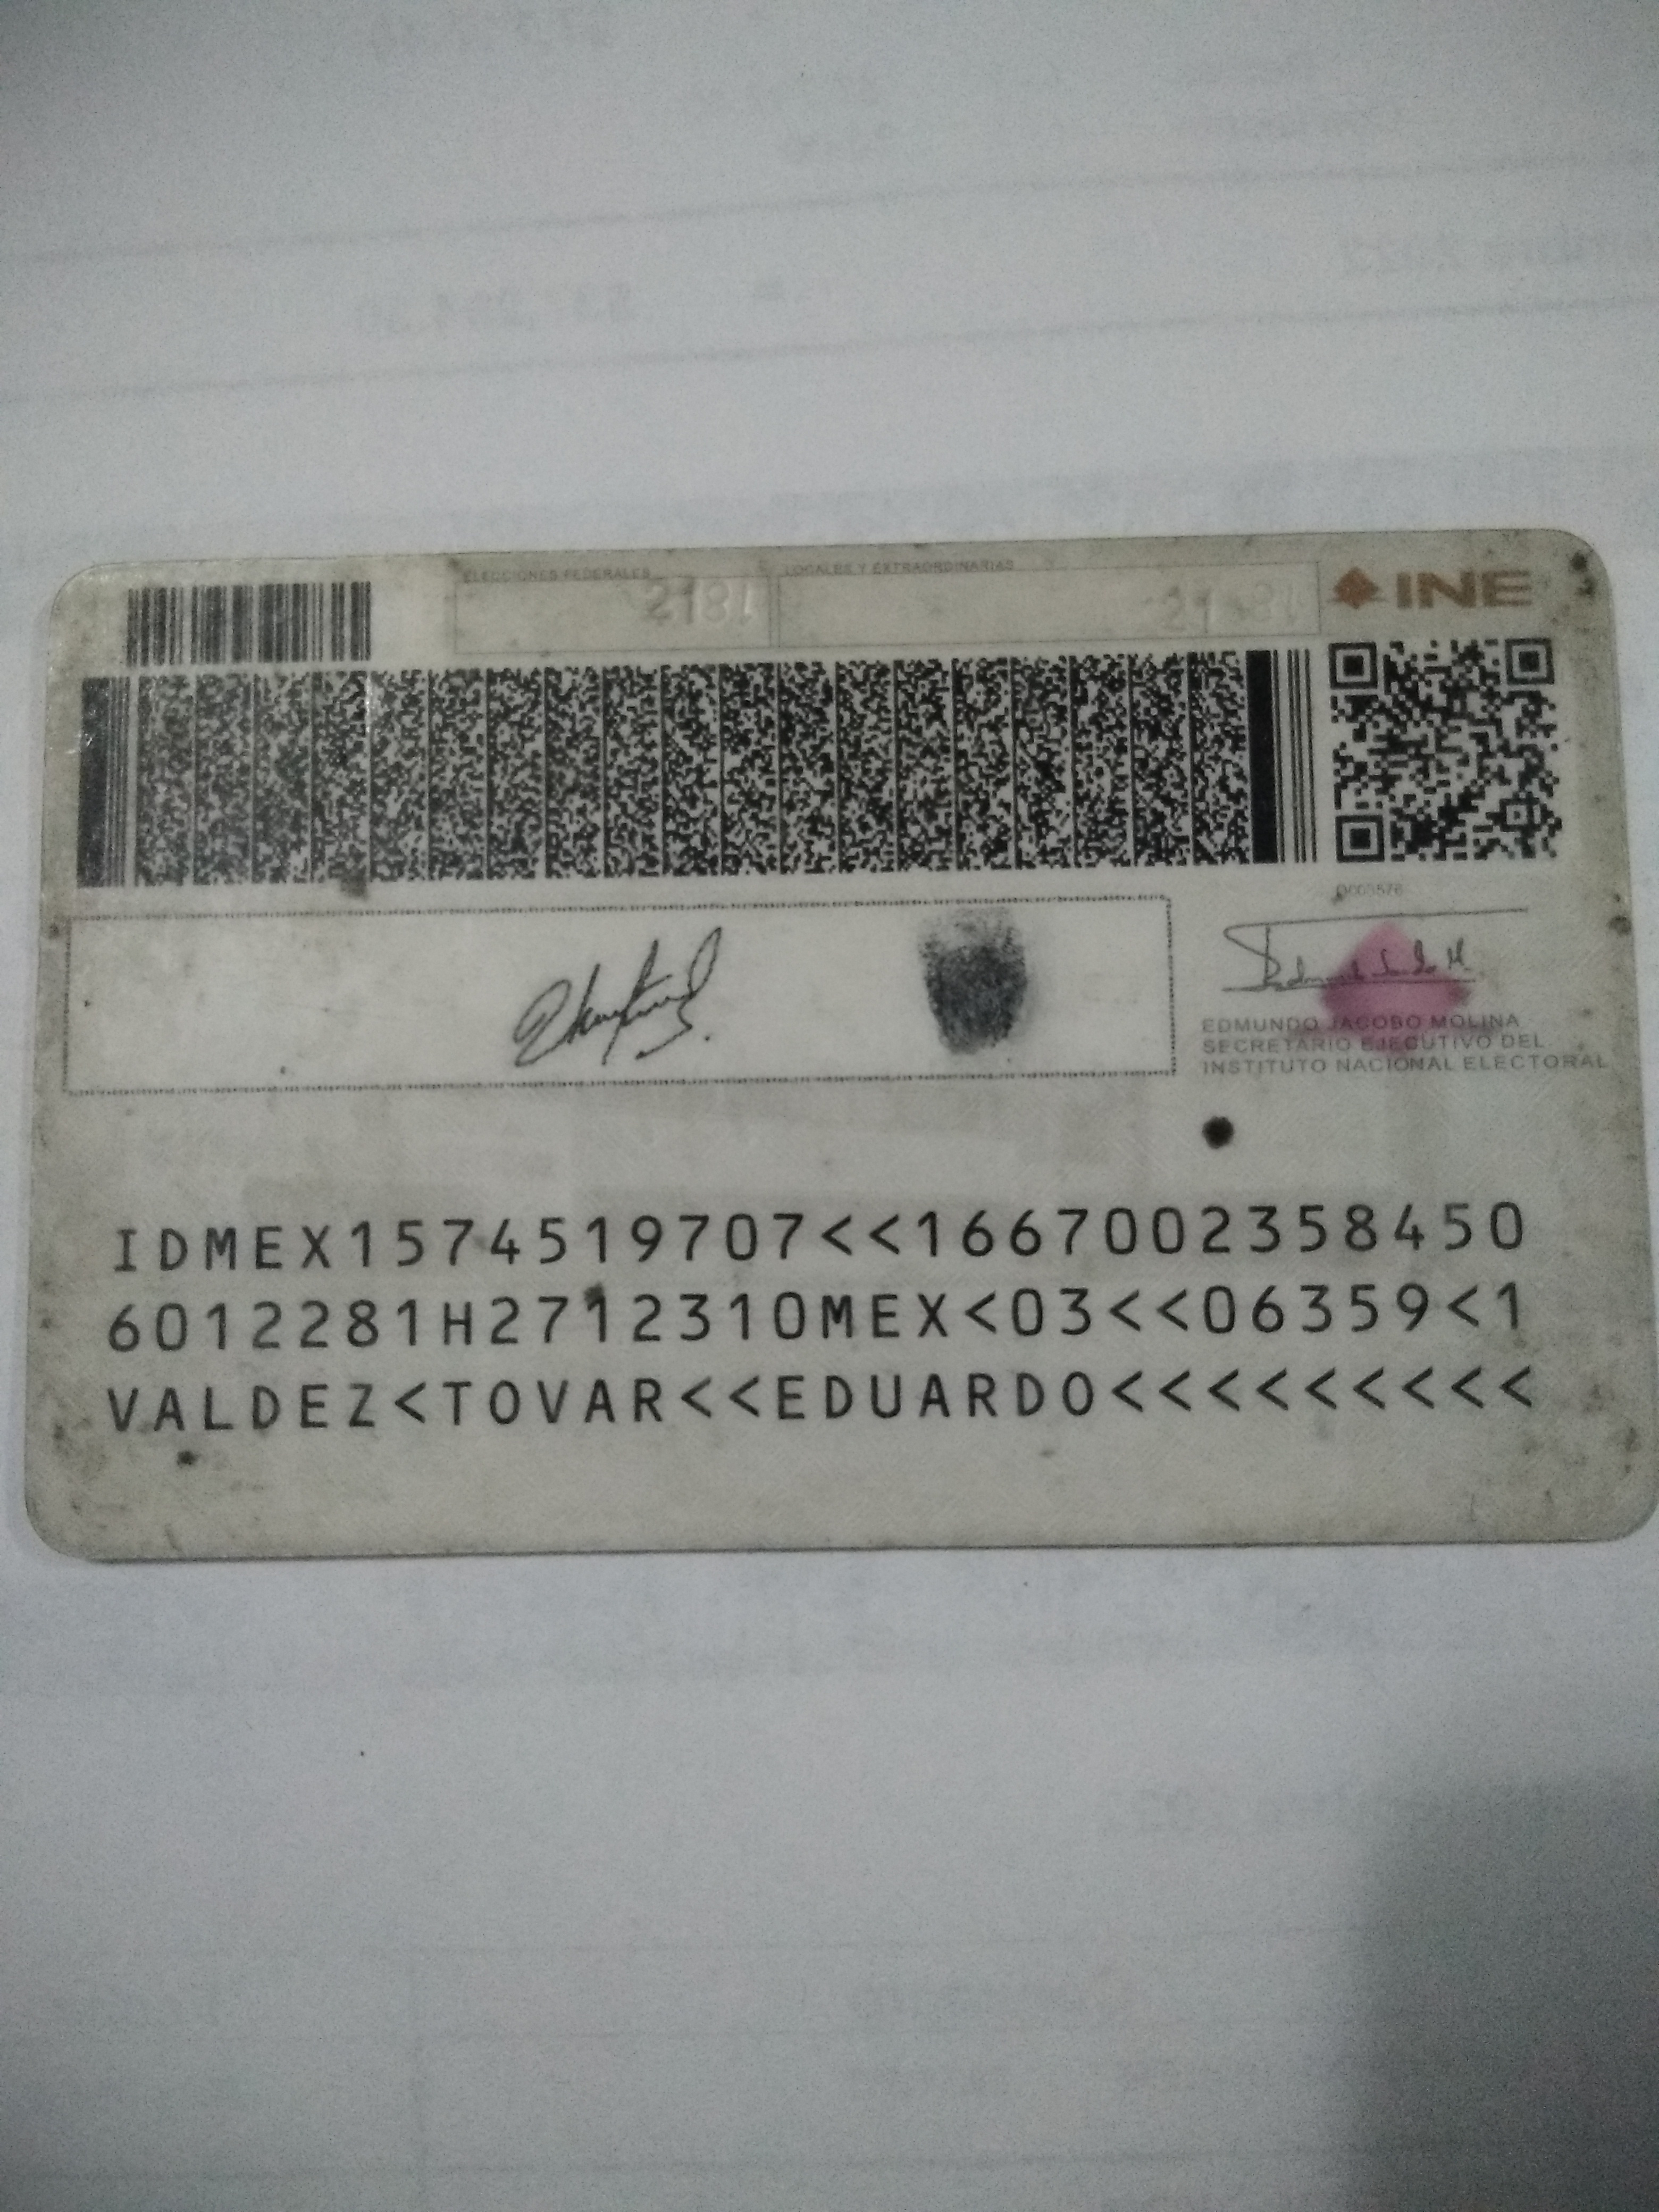 ELECCIONES FEDERALES
LOCALES Y EXTRAORDINARIAS
INE
EDMUNDO JACOBO MOLINA
SECRETARIO EJECUTIVO DEL
INSTITUTO NACIONAL ELECTORAL
IDMEX1574519707<<1667002358450
6012281H2712310MEX<03<<06359<1
VALDEZ<TOVAR<<EDUARDO<<<<<<<<<